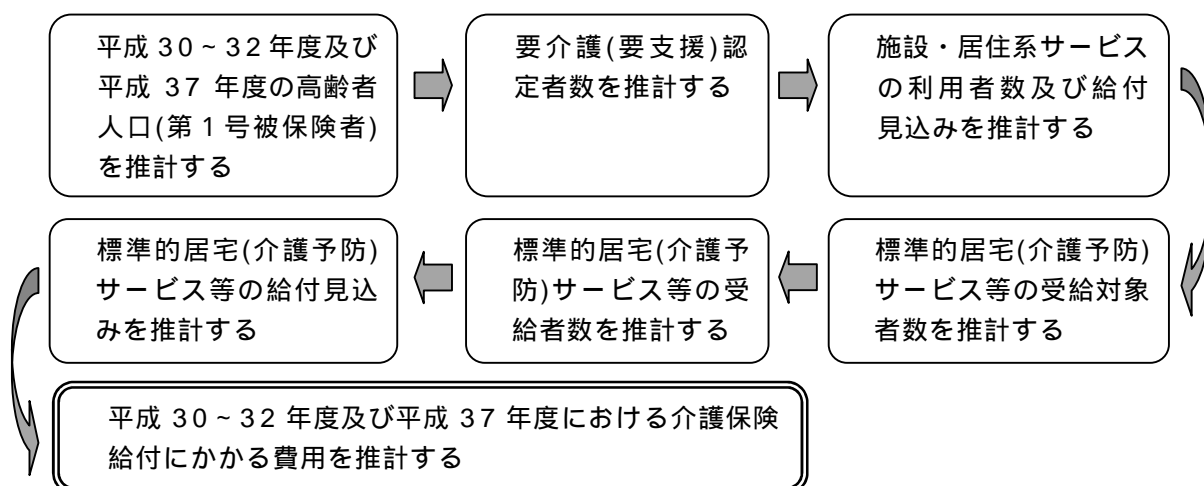 平成30~32年度及び
平成 37 年度の高齢者
人口(第1号被保険者)
を推計する
要介護(要支援)認
定者数を推計する
施設・居住系サービス
の利用者数及び給付
見込みを推計する
標準的居宅(介護予防)
サービス等の受給対象
者数を推計する
標準的居宅(介護予
防)サービス等の受
給者数を推計する
標準的居宅(介護予防)
サービス等の給付見込
みを推計する
平成 30~32 年度及び平成 37 年度における介護保険
給付にかかる費用を推計する